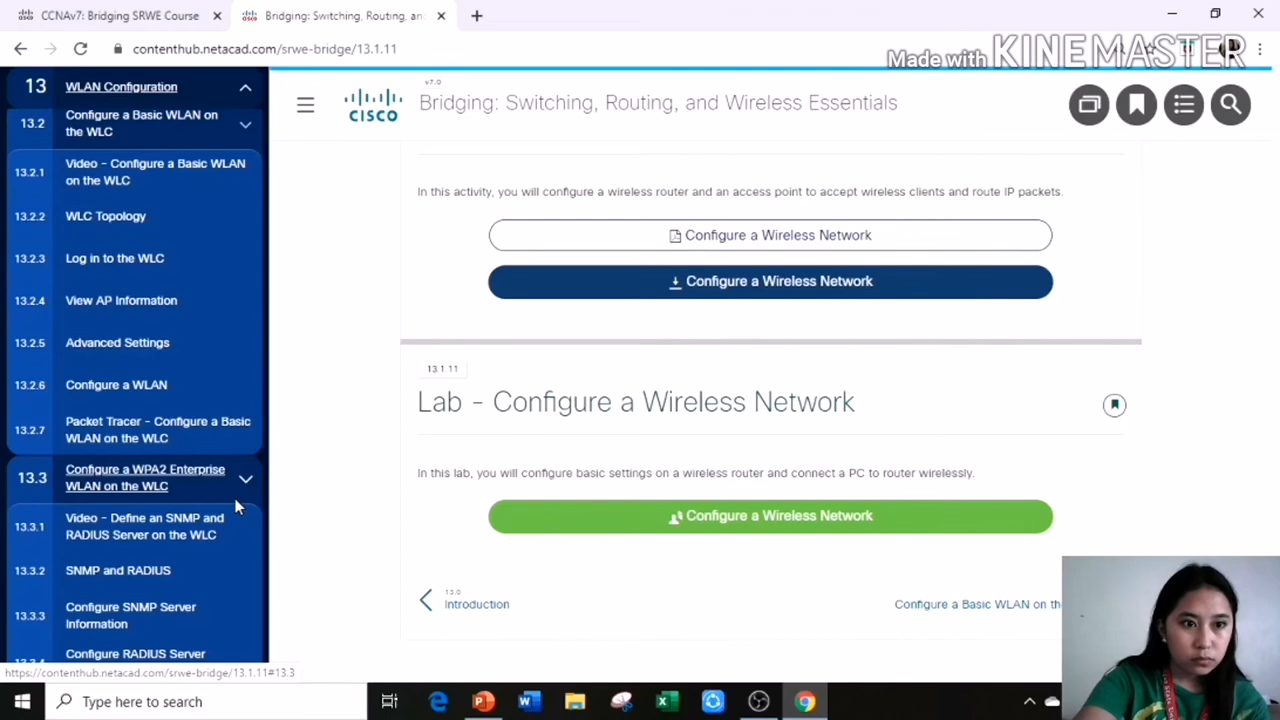 CCNAv7: Bridging SRWE Course
Bridging: Switching, Routing, an
contenthub.netacad.com/srwe-bridge/13.1.11
Made with KINEMASTER
13 WLAN Configuration
13.2 Configure a Basic WLAN on
the WLC
13.2.1 Video - Configure a Basic WLAN
on the WLC
13.2.2 WLC Topology
13.2.3 Log in to the WLC
13.2.4 View AP Information
13.2.5 Advanced Settings
13.2.6 Configure a WLAN
13.2.7 Packet Tracer - Configure a Basic
WLAN on the WLC
13.3 Configure a WPA2 Enterprise
WLAN on the WLC
13.3.1 Video - Define an SNMP and
RADIUS Server on the WLC
13.3.2 SNMP and RADIUS
13.3.3 Configure SNMP Server
Information
13.3.4 Configure RADIUS Server
https://contenthub.netacad.com/srwe-bridge/13.1.11#13.3
CISCO
v7.0
Bridging: Switching, Routing, and Wireless Essentials
In this activity, you will configure a wireless router and an access point to accept wireless clients and route IP packets.
Configure a Wireless Network
Configure a Wireless Network
13.1.11
Lab - Configure a Wireless Network
In this lab, you will configure basic settings on a wireless router and connect a PC to router wirelessly.
Configure a Wireless Network
13.0
Introduction
Configure a Basic WLAN on th
Type here to search